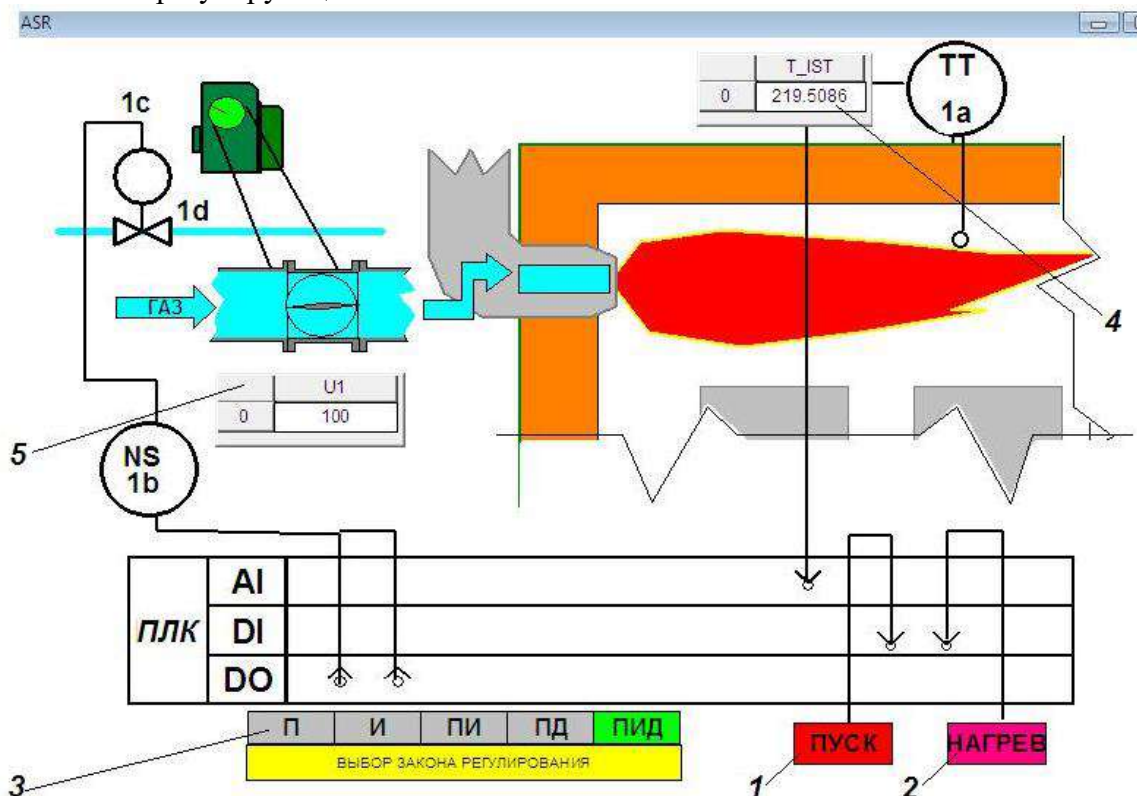 ASR
T_IST
0 219.5086
TT
1a
1c
1d
ГАЗ
4
U1
0 100
5
NS
1b
ПЛК
AI
DI
DO
П И ПИ ПД ПИД
ВЫБОР ЗАКОНА РЕГУЛИРОВАНИЯ
ПУСК
НАГРЕВ
3
1
2